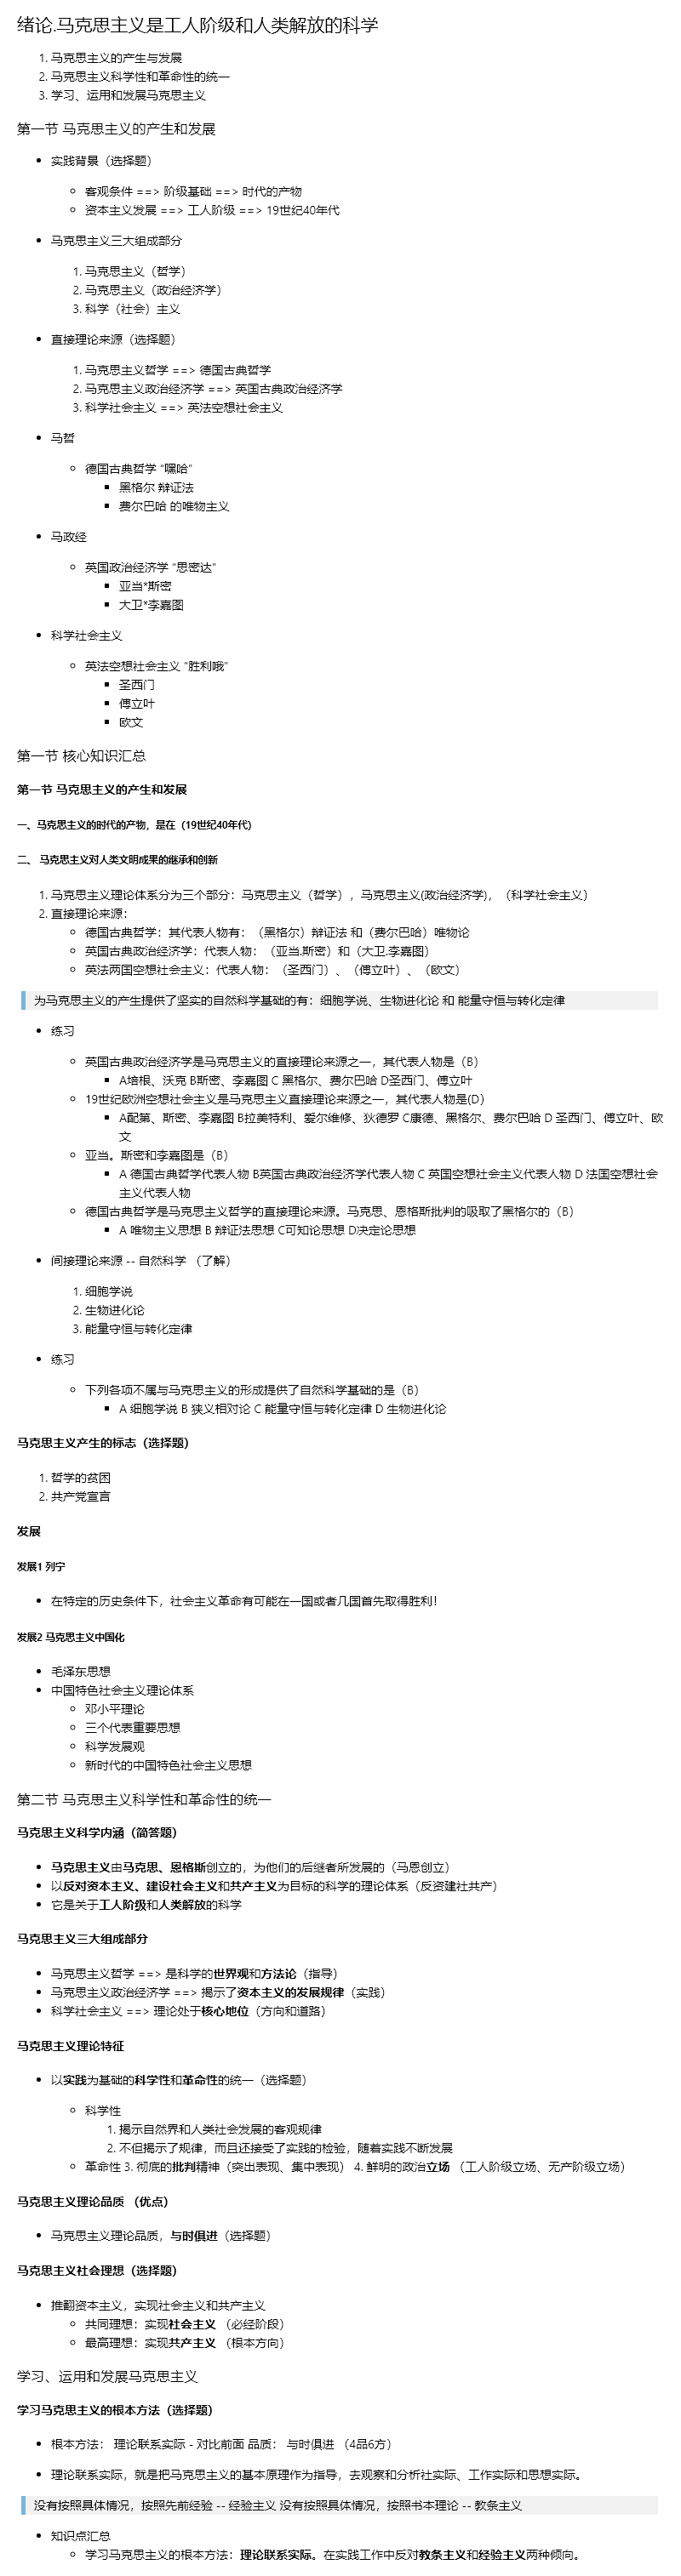 绪论.马克思主义是工人阶级和人类解放的科学
1. 马克思主义的产生与发展
2. 马克思主义科学性和革命性的统一
3. 学习、运用和发展马克思主义
第一节 马克思主义的产生和发展
实践背景（选择题）
客观条件 ==> 阶级基础 ==> 时代的产物
资本主义发展 ==> 工人阶级 ==> 19世纪40年代
马克思主义三大组成部分
1. 马克思主义（哲学）
2. 马克思主义（政治经济学）
3. 科学（社会）主义
直接理论来源（选择题）
1. 马克思主义哲学 ==> 德国古典哲学
2. 马克思主义政治经济学 ==> 英国古典政治经济学
3. 科学社会主义 ==> 英法空想社会主义
马哲
德国古典哲学 “嘿哈”
黑格尔 辩证法
费尔巴哈 的唯物主义
马政经
英国政治经济学 “思密达”
亚当*斯密
大卫*李嘉图
科学社会主义
英法空想社会主义 “胜利哦”
圣西门
傅立叶
欧文
第一节 核心知识汇总
第一节 马克思主义的产生和发展
一、马克思主义的时代的产物，是在（19世纪40年代）
二、 马克思主义对人类文明成果的继承和创新
1. 马克思主义理论体系分为三个部分：马克思主义（哲学），马克思主义(政治经济学)，（科学社会主义）
2. 直接理论来源：
德国古典哲学：其代表人物有：（黑格尔）辩证法 和（费尔巴哈）唯物论
英国古典政治经济学：代表人物：（亚当.斯密）和（大卫.李嘉图）
英法两国空想社会主义：代表人物：（圣西门）、（傅立叶）、（欧文）
为马克思主义的产生提供了坚实的自然科学基础的有：细胞学说、生物进化论 和 能量守恒与转化定律
练习
英国古典政治经济学是马克思主义的直接理论来源之一，其代表人物是（B）
A培根、沃克 B斯密、李嘉图 C 黑格尔、费尔巴哈 D圣西门、傅立叶
19世纪欧洲空想社会主义是马克思主义直接理论来源之一，其代表人物是(D）
A配第、斯密、李嘉图 B拉美特利、爱尔维修、狄德罗 C康德、黑格尔、费尔巴哈 D 圣西门、傅立叶、欧
文
亚当。斯密和李嘉图是（B）
A 德国古典哲学代表人物 B英国古典政治经济学代表人物 C 英国空想社会主义代表人物 D 法国空想社会
主义代表人物
德国古典哲学是马克思主义哲学的直接理论来源。马克思、恩格斯批判的吸取了黑格尔的（B）
A 唯物主义思想 B 辩证法思想 C可知论思想 D决定论思想
间接理论来源 -- 自然科学 （了解）
1. 细胞学说
2. 生物进化论
3. 能量守恒与转化定律
练习
下列各项不属与马克思主义的形成提供了自然科学基础的是（B）
A 细胞学说 B 狭义相对论 C 能量守恒与转化定律 D 生物进化论
马克思主义产生的标志（选择题）
1. 哲学的贫困
2. 共产党宣言
发展
发展1 列宁
在特定的历史条件下，社会主义革命有可能在一国或者几国首先取得胜利！
发展2 马克思主义中国化
毛泽东思想
中国特色社会主义理论体系
邓小平理论
三个代表重要思想
科学发展观
新时代的中国特色社会主义思想
第二节 马克思主义科学性和革命性的统一
马克思主义科学内涵（简答题）
马克思主义由马克思、恩格斯创立的，为他们的后继者所发展的（马恩创立）
以反对资本主义、建设社会主义和共产主义为目标的科学的理论体系（反资建社共产）
它是关于工人阶级和人类解放的科学
马克思主义三大组成部分
马克思主义哲学 ==> 是科学的世界观和方法论（指导）
马克思主义政治经济学 ==> 揭示了资本主义的发展规律（实践）
科学社会主义 ==> 理论处于核心地位（方向和道路）
马克思主义理论特征
以实践为基础的科学性和革命性的统一（选择题）
科学性
1. 揭示自然界和人类社会发展的客观规律
2. 不但揭示了规律，而且还接受了实践的检验，随着实践不断发展
革命性 3. 彻底的批判精神（突出表现、集中表现） 4. 鲜明的政治立场 （工人阶级立场、无产阶级立场）
马克思主义理论品质 （优点）
马克思主义理论品质，与时俱进（选择题）
马克思主义社会理想（选择题）
推翻资本主义，实现社会主义和共产主义
共同理想：实现社会主义 （必经阶段）
最高理想：实现共产主义 （根本方向）
学习、运用和发展马克思主义
学习马克思主义的根本方法（选择题）
根本方法： 理论联系实际 - 对比前面 品质： 与时俱进 （4品6方）
理论联系实际，就是把马克思主义的基本原理作为指导，去观察和分析社实际、工作实际和思想实际。
没有按照具体情况，按照先前经验 -- 经验主义 没有按照具体情况，按照书本理论 -- 教条主义
知识点汇总
学习马克思主义的根本方法：理论联系实际。在实践工作中反对教条主义和经验主义两种倾向。